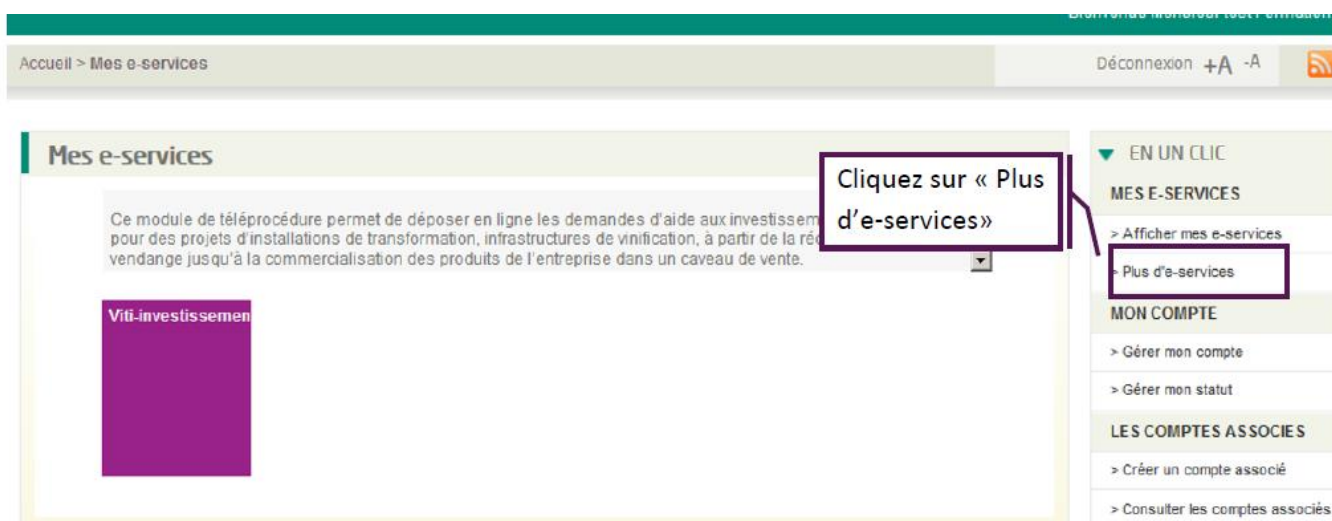 Accueil > Mes e-services
Déconnexion +A -A
Mes e-services
Ce module de téléprocédure permet de déposer en ligne les demandes d'aide aux
pour des projets d'installations de transformation, infrastructures de vinification, à partir de la
vendange jusqu'à la commercialisation des produits de l'entreprise dans un caveau de vente.
Viti-investissemen
Cliquez sur « Plus
d'e-services»
EN UN CLIC
MES E-SERVICES
> Afficher mes e-services
> Plus d'e-services
MON COMPTE
> Gérer mon compte
> Gérer mon statut
LES COMPTES ASSOCIES
> Créer un compte associé
> Consulter les comptes associés